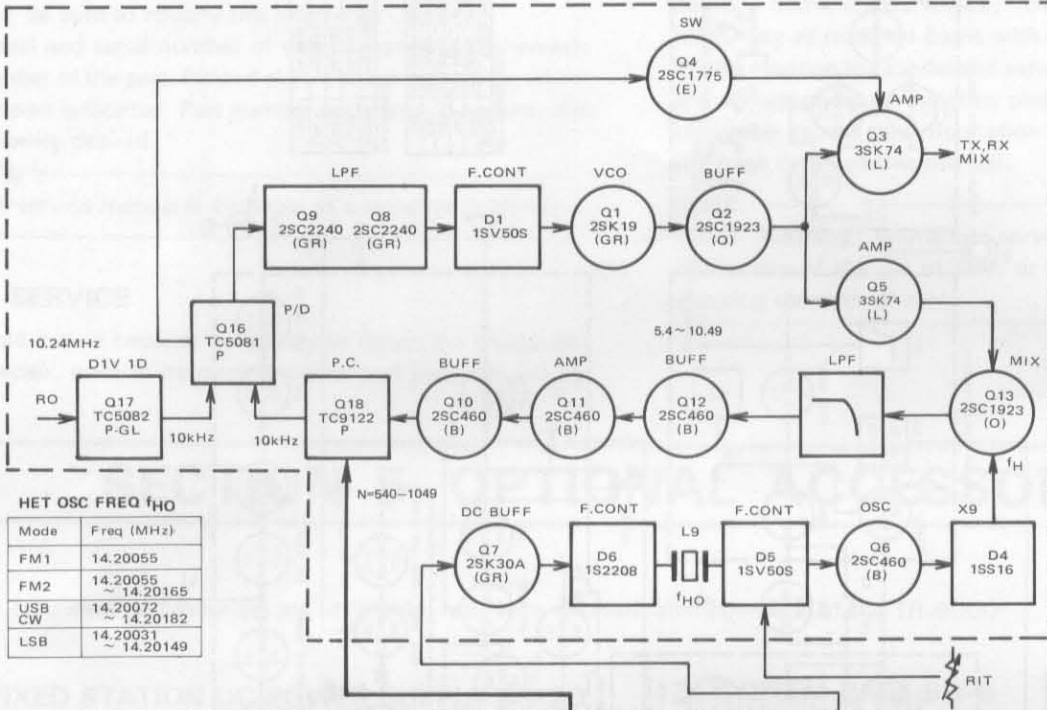 SW
Q4
2SC1775
(E)
AMP
Q3
3SK74
(L)
TX,RX
MIX
LPF
Q9
2SC2240
(GR)
Q8
2SC2240
(GR)
F.CONT
D1
1SV50S
VCO
Q1
2SK19
(GR)
BUFF
Q2
2SC1923
(O)
AMP
Q5
3SK74
(L)
P/D
Q16
TC5081
P
10.24MHz
D1V 1D
RO
Q17
TC5082
P-GL
10kHz
P.C.
Q18
TC9122
P
10kHz
BUFF
Q10
2SC460
(B)
AMP
Q11
2SC460
(B)
5.4~10.49
BUFF
Q12
2SC460
(B)
LPF
MIX
Q13
2SC1923
(O)
fH
N=540~1049
HET OSC FREQ fHO
Mode Freq (MHz)
FM1 14.20055
FM2 14.20055
~ 14.20165
USB 14.20072
CW ~ 14.20182
LSB 14.20031
~ 14.20149
DC BUFF
Q7
2SK30A
(GR)
F.CONT
D6
1S2208
L9
fHO
F.CONT
D5
1SV50S
OSC
Q6
2SC460
(B)
X9
D4
1SS16
RIT
SERVICE
OPTIONAL ACCESSO